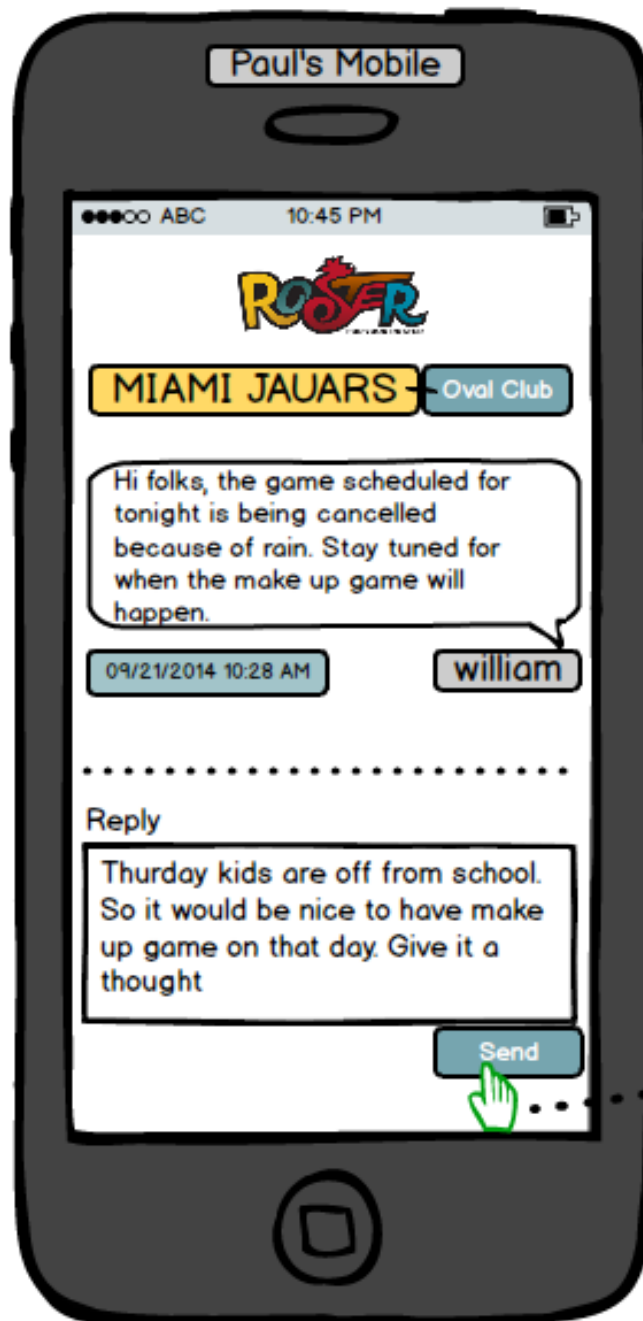 Paul's Mobile
ABC 10:45 PM
ROOSTER
MIAMI JAUARS
Oval Club
Hi folks, the game scheduled for
tonight is being cancelled
because of rain. Stay tuned for
when the make up game will
happen.
09/21/2014 10:28 AM
william
Reply
Thurday kids are off from school.
So it would be nice to have make
up game on that day. Give it a
thought
Send